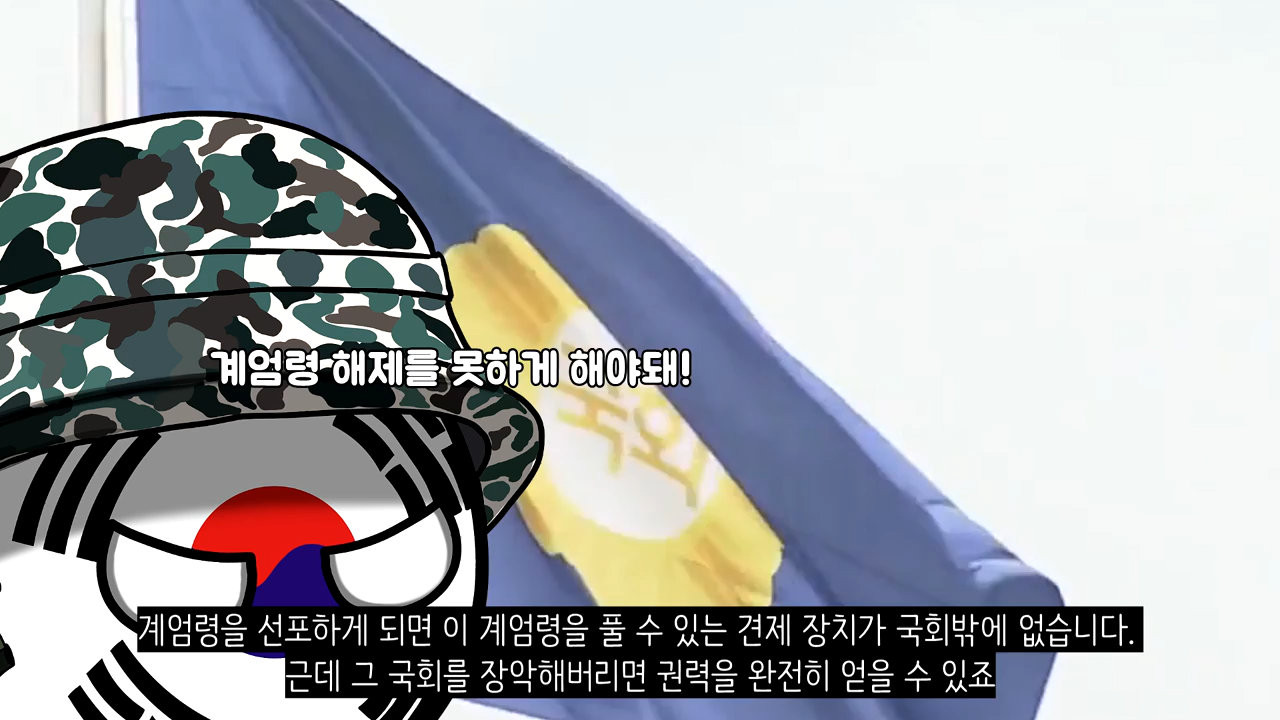 계엄령 해제를 못하게 해야돼!
국회
계엄령을 선포하게 되면 이 계엄령을 풀 수 있는 견제 장치가 국회밖에 없습니다.
근데 그 국회를 장악해버리면 권력을 완전히 얻을 수 있죠